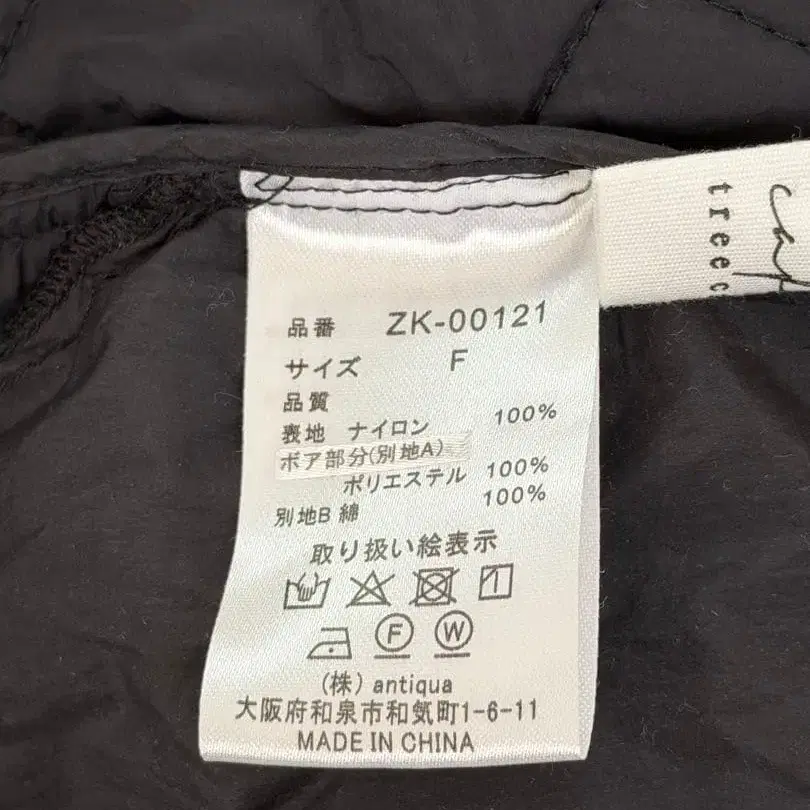 品番 ZK-00121
サイズ F
品質
表地 ナイロン 100%
ボア部分(別地A)
ポリエステル 100%
別地B 綿 100%
取り扱い絵表示
F W
(株) antiqua
大阪府和泉市和気町1-6-11
MADE IN CHINA
treec